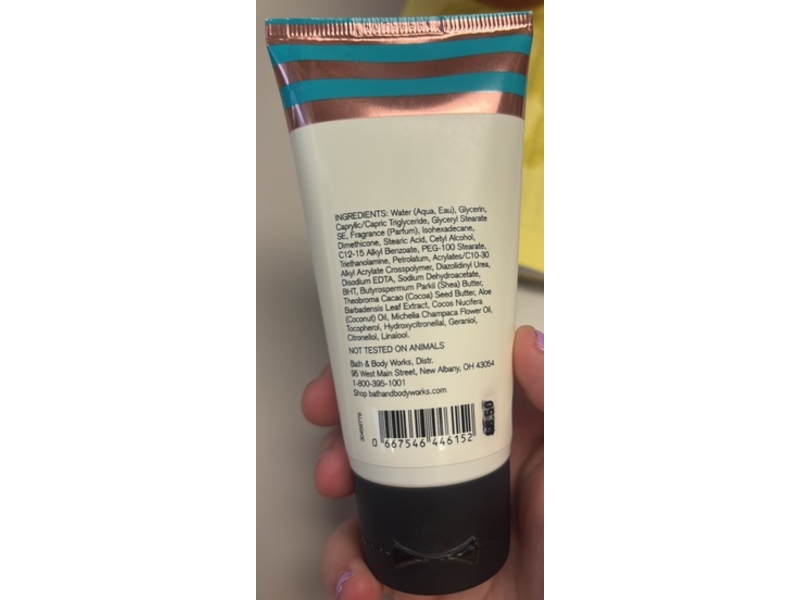 INGREDIENTS: Water (Aqua, Eau), Glycerin,
Caprylic/Capric Triglyceride, Glyceryl Stearate
SE, Fragrance (Parfum), Isohexadecane,
Dimethicone, Stearic Acid, Cetyl Alcohol,
C12-15 Alkyl Benzoate, PEG-100 Stearate,
Triethanolamine, Petrolatum, Acrylates/C10-30
Alkyl Acrylate Crosspolymer, Diazolidinyl Urea,
Disodium EDTA, Sodium Dehydroacetate,
BHT, Butyrospermum Parkii (Shea) Butter,
Theobroma Cacao (Cocoa) Seed Butter, Aloe
Barbadensis Leaf Extract, Cocos Nucifera
(Coconut) Oil, Michelia Champaca Flower Oil,
Tocopherol, Hydroxycitronellal, Geraniol,
Citronellol, Linalool.
NOT TESTED ON ANIMALS
Bath & Body Works, Distr.
95 West Main Street, New Albany, OH 43054
1-800-395-1001
Shop bathandbodyworks.com
0 667546 446152